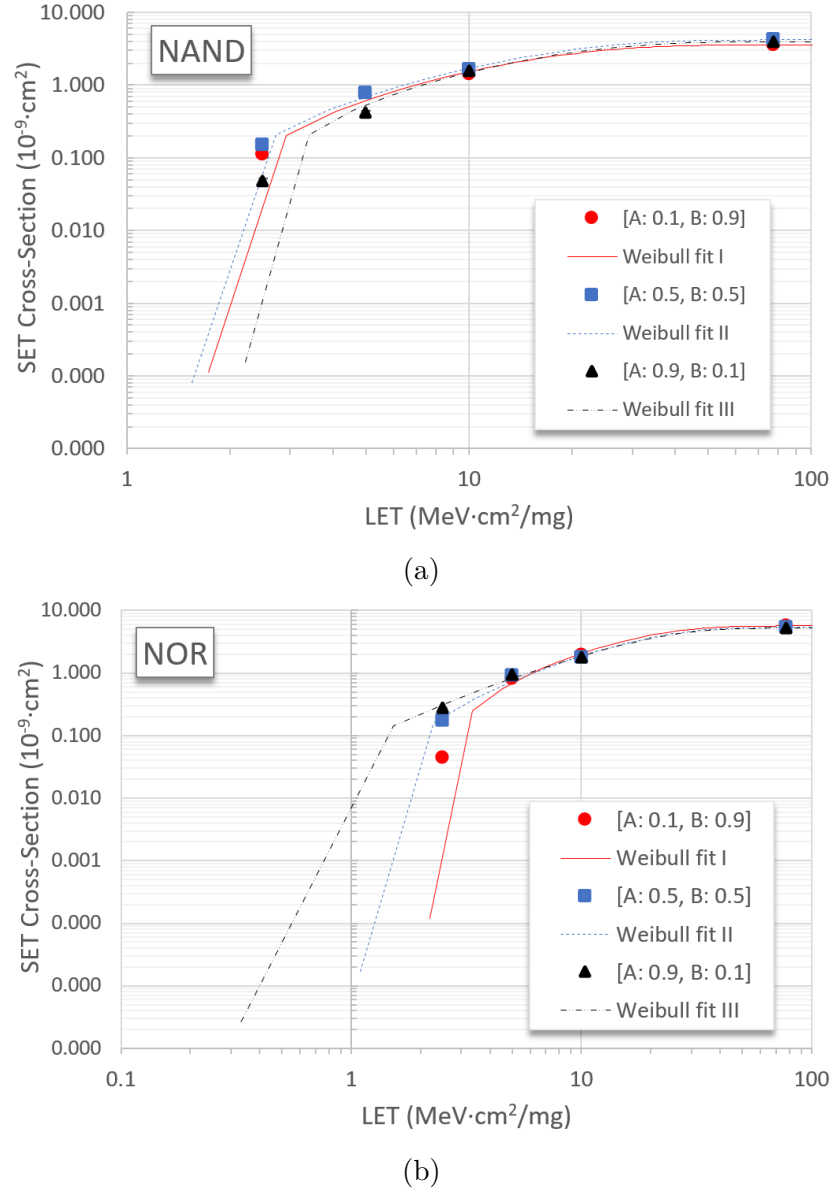 NAND
SET Cross-Section (10⁻⁹·cm²)
10.000
1.000
0.100
0.010
0.001
0.000
0.000
[A: 0.1, B: 0.9]
Weibull fit I
[A: 0.5, B: 0.5]
Weibull fit II
[A: 0.9, B: 0.1]
Weibull fit III
1 10 100
LET (MeV·cm²/mg)
(a)
NOR
SET Cross-Section (10⁻⁹·cm²)
10.000
1.000
0.100
0.010
0.001
0.000
0.000
0.000
[A: 0.1, B: 0.9]
Weibull fit I
[A: 0.5, B: 0.5]
Weibull fit II
[A: 0.9, B: 0.1]
Weibull fit III
0.1 1 10 100
LET (MeV·cm²/mg)
(b)